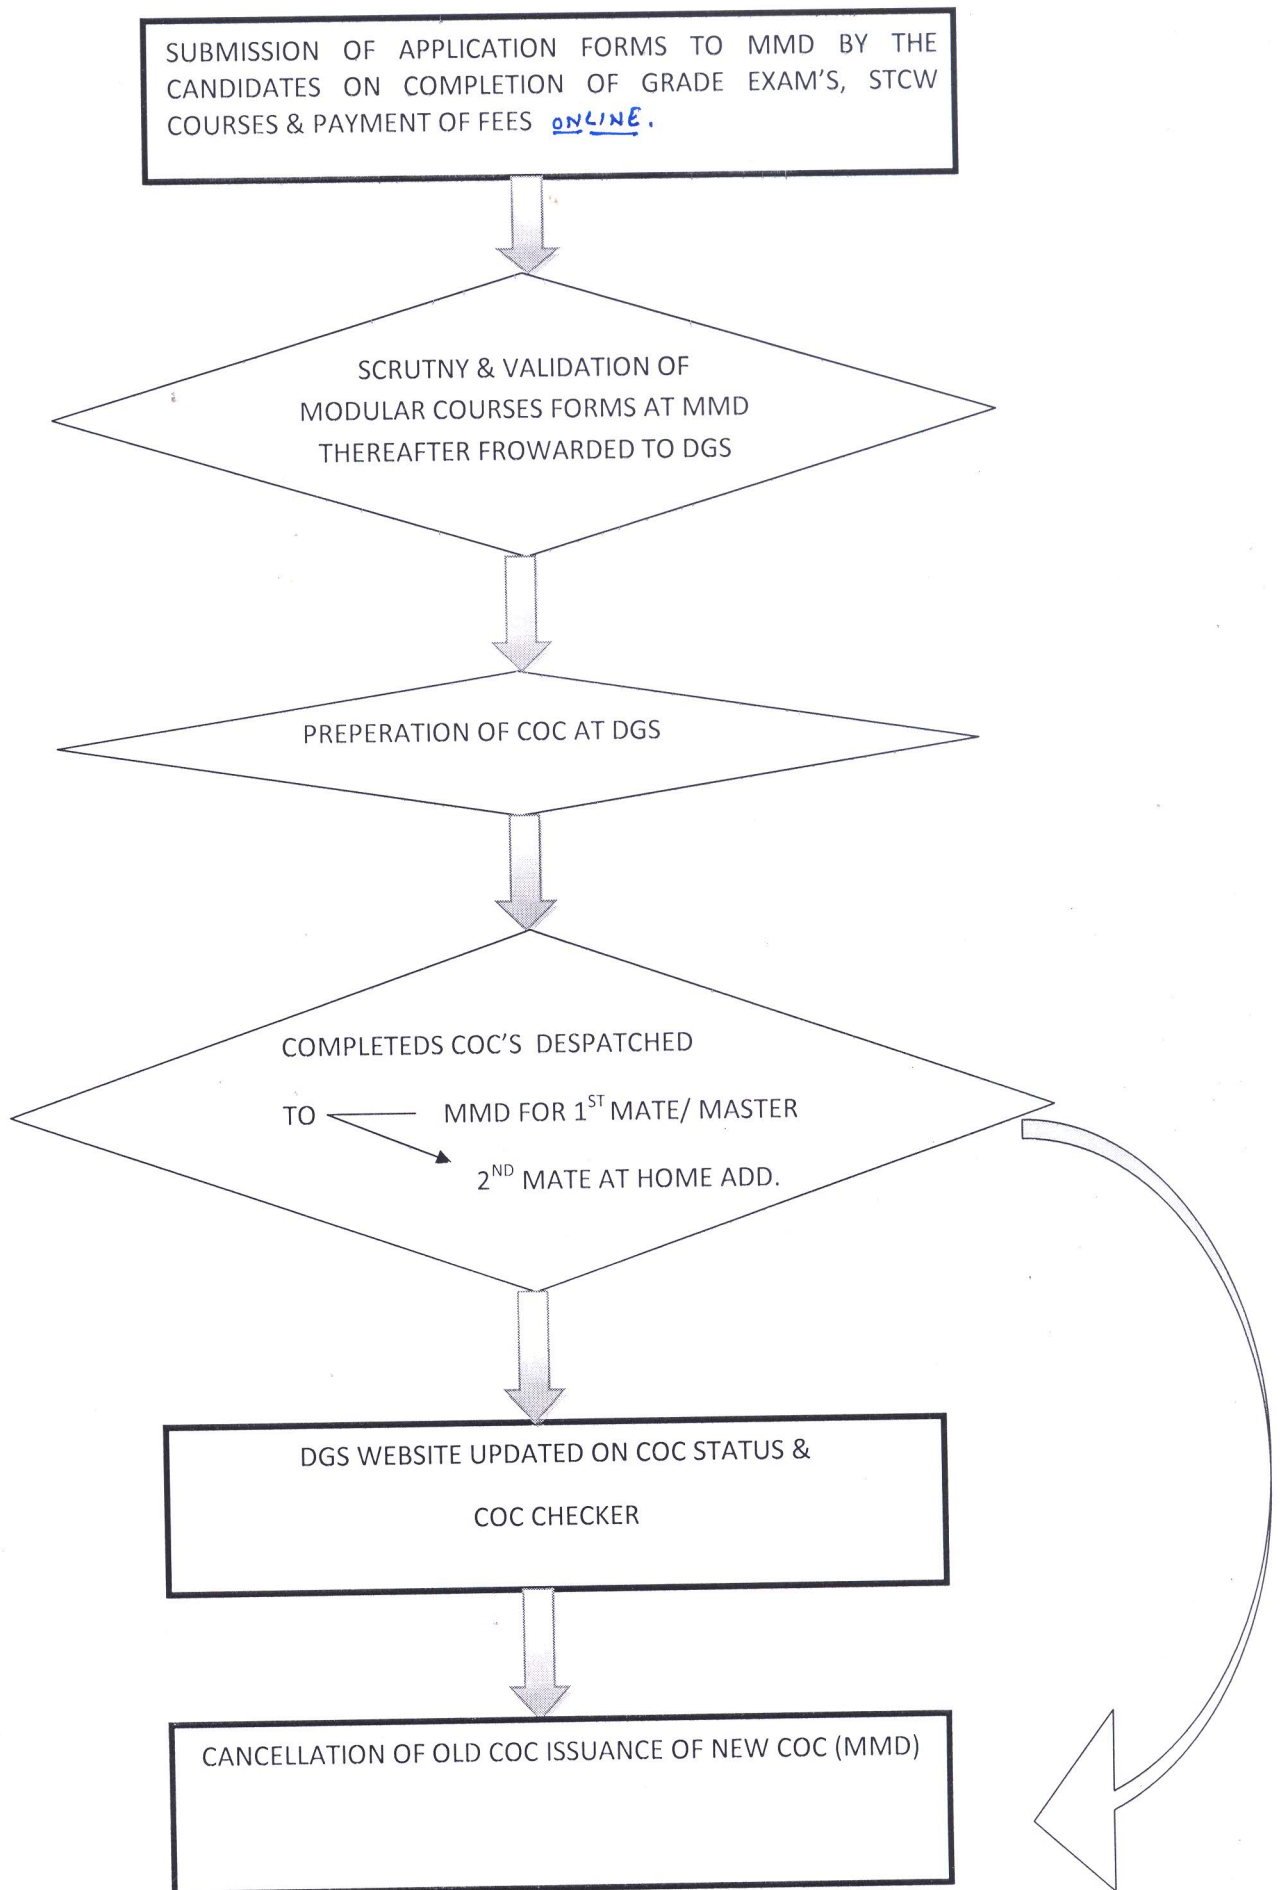 SUBMISSION OF APPLICATION FORMS TO MMD BY THE
CANDIDATES ON COMPLETION OF GRADE EXAM'S, STCW
COURSES & PAYMENT OF FEES ONLINE.
SCRUTNY & VALIDATION OF
MODULAR COURSES FORMS AT MMD
THEREAFTER FROWARDED TO DGS
PREPERATION OF COC AT DGS
COMPLETEDS COC'S DESPATCHED
TO MMD FOR 1ST MATE/ MASTER
2ND MATE AT HOME ADD.
DGS WEBSITE UPDATED ON COC STATUS &
COC CHECKER
CANCELLATION OF OLD COC ISSUANCE OF NEW COC (MMD)